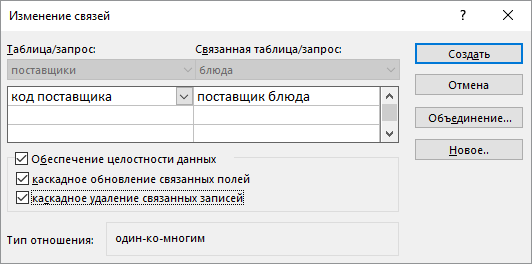 Изменение связей ? ×
Таблица/запрос: Связанная таблица/запрос:
поставщики блюда
код поставщика поставщик блюда
Обеспечение целостности данных
каскадное обновление связанных полей
каскадное удаление связанных записей
Тип отношения: один-ко-многим
Создать
Отмена
Объединение...
Новое..